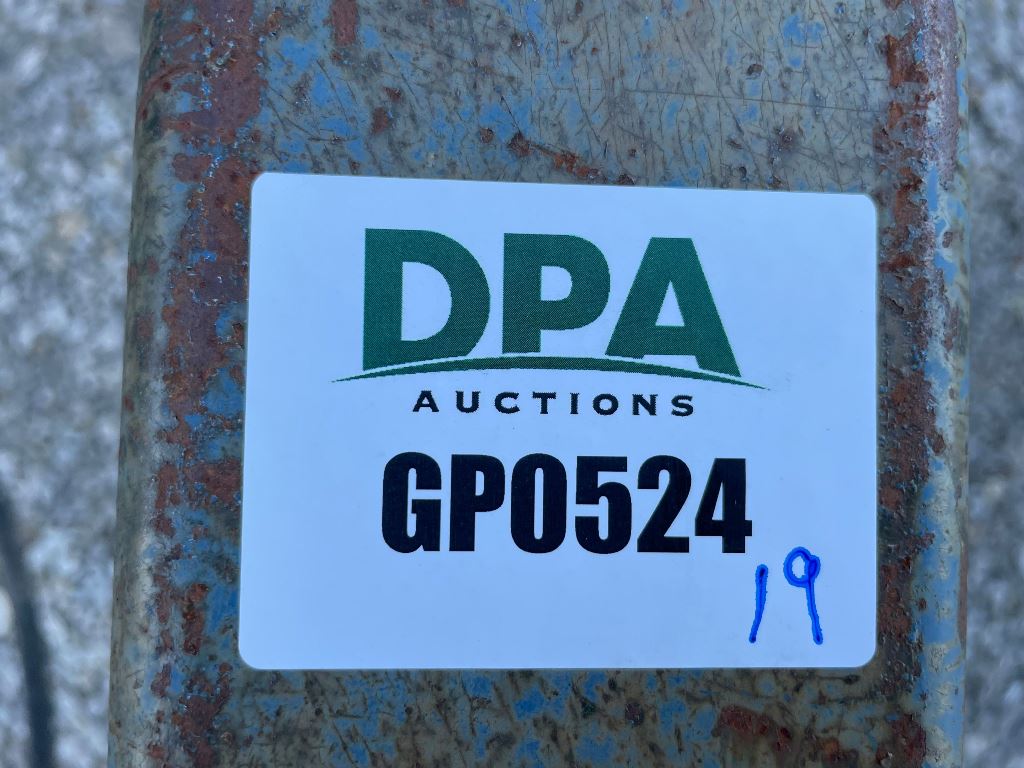 DPA
AUCTIONS
GP0524
19